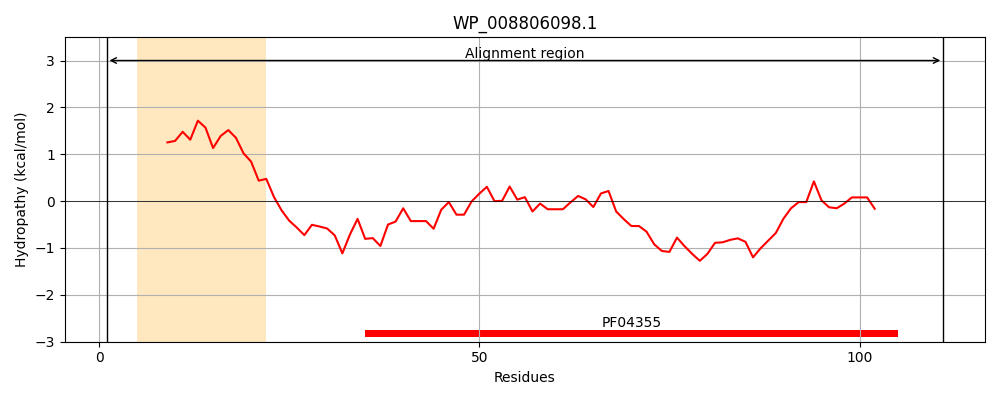 WP_008806098.1
Alignment region
Hydropathy (kcal/mol)
3
2
1
0
−1
−2
−3
PF04355
0
50
100
Residues